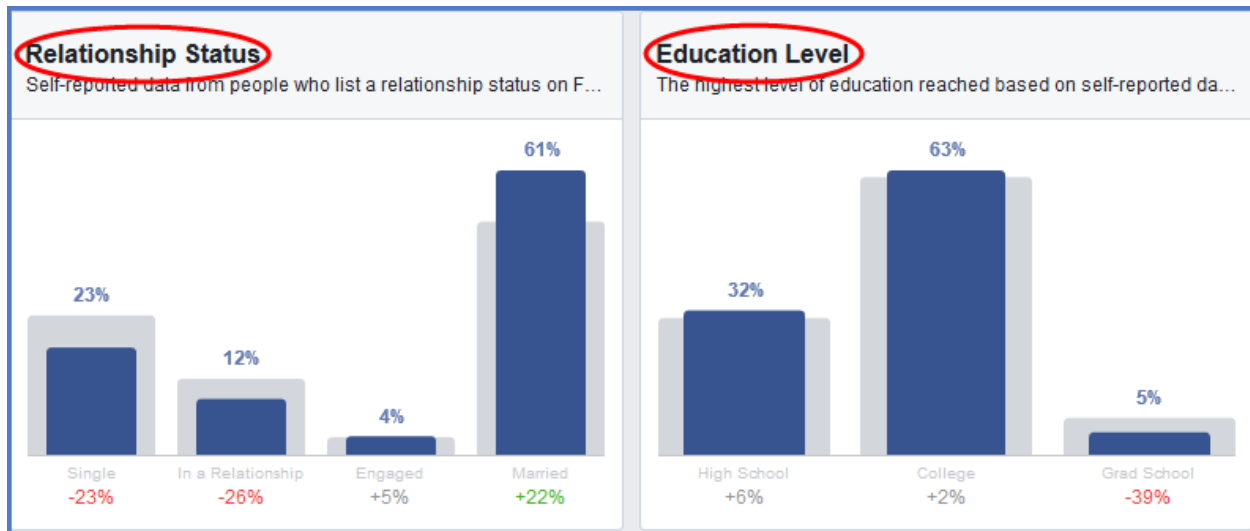 Relationship Status
Self-reported data from people who list a relationship status on F...
61%
23%
12%
4%
Single In a Relationship Engaged Married
-23% -26% +5% +22%
Education Level
The highest level of education reached based on self-reported da...
63%
32%
5%
High School College Grad School
+6% +2% -39%